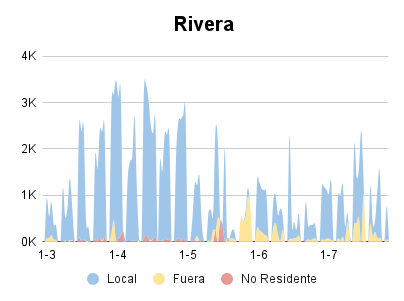 Rivera
4K
3K
2K
1K
0K
1-3 1-4 1-5 1-6 1-7
Local Fuera No Residente